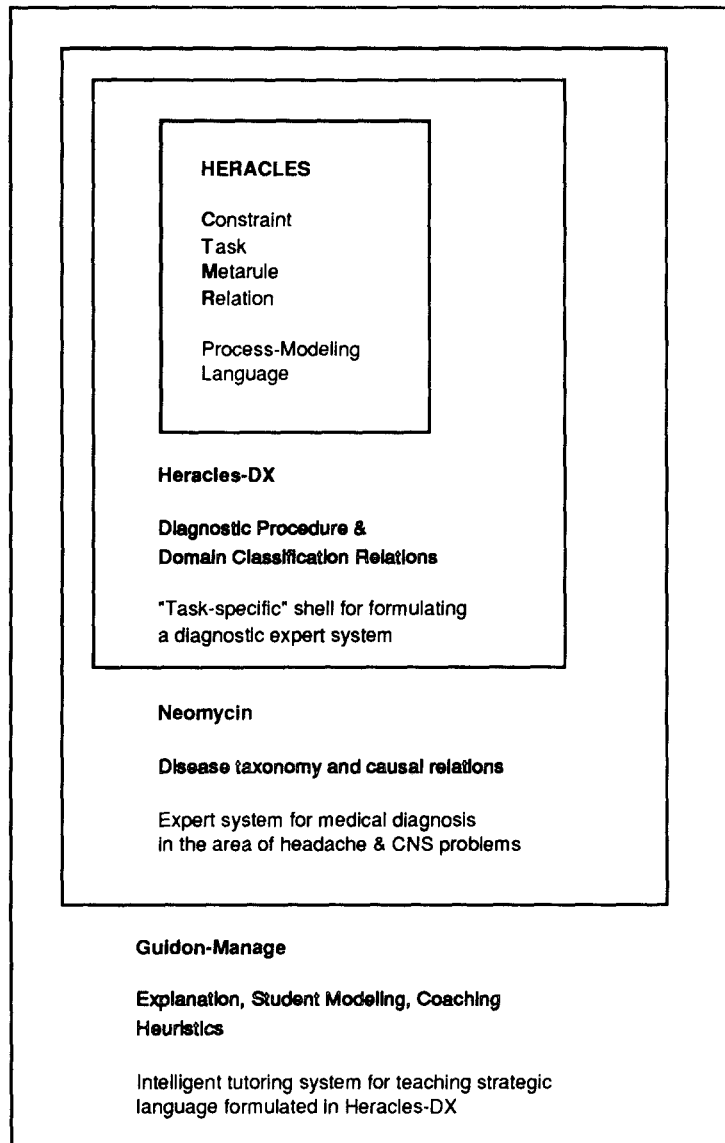 HERACLES
Constraint
Task
Metarule
Relation
Process-Modeling
Language
Heracles-DX
Diagnostic Procedure &
Domain Classification Relations
"Task-specific" shell for formulating
a diagnostic expert system
Neomycin
Disease taxonomy and causal relations
Expert system for medical diagnosis
in the area of headache & CNS problems
Guidon-Manage
Explanation, Student Modeling, Coaching
Heuristics
Intelligent tutoring system for teaching strategic
language formulated in Heracles-DX